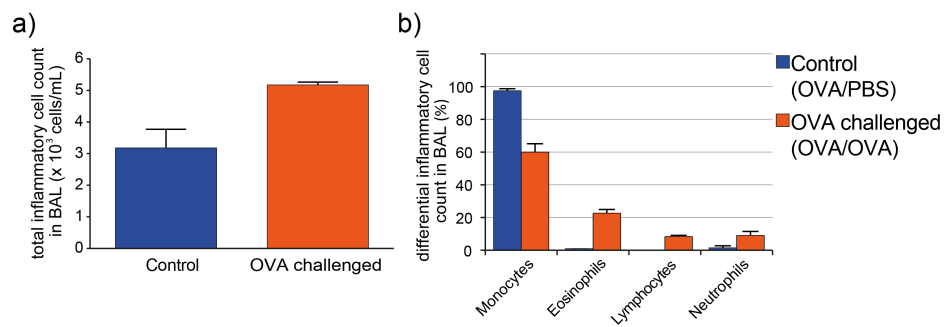 a)
total inflammatory cell count
in BAL (x 10³ cells/mL)
6
5
4
3
2
1
0
Control
OVA challenged
b)
differential inflammatory cell
count in BAL (%)
100
80
60
40
20
0
Monocytes
Eosinophils
Lymphocytes
Neutrophils
Control
(OVA/PBS)
OVA challenged
(OVA/OVA)